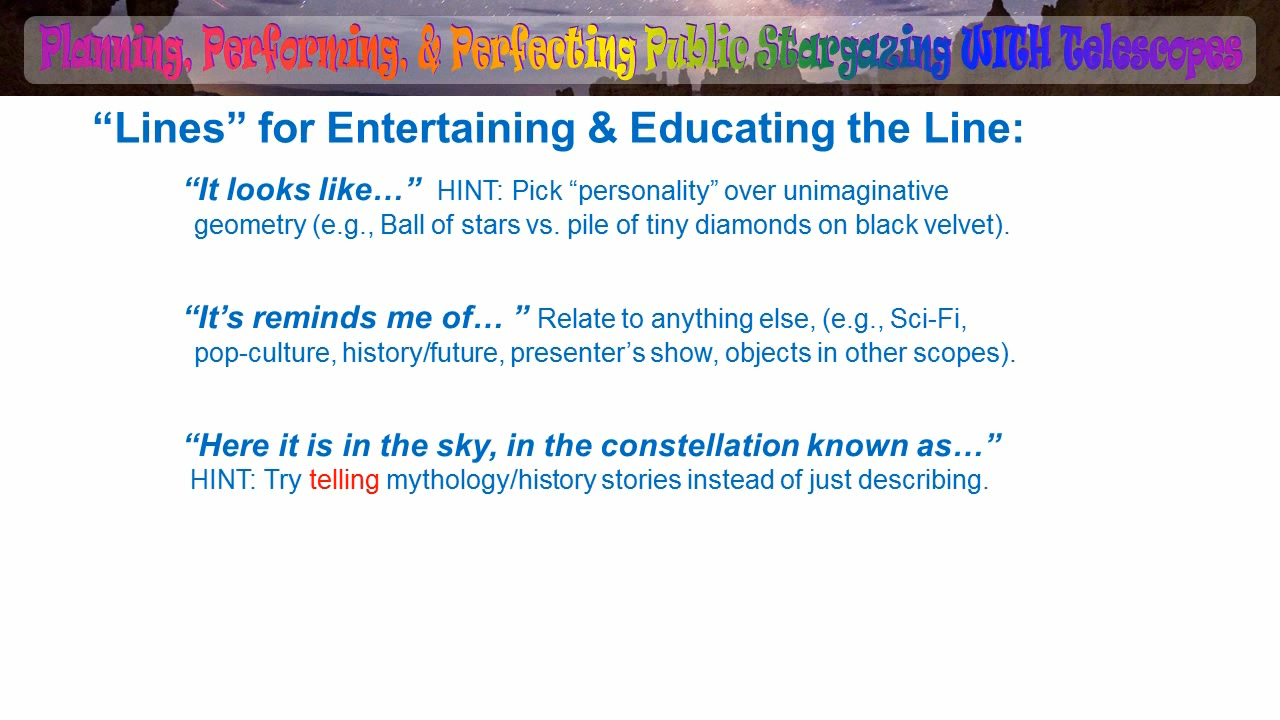 Planning, Performing, & Perfecting Public Stargazing WITH Telescopes
“Lines” for Entertaining & Educating the Line:
“It looks like…” HINT: Pick “personality” over unimaginative
geometry (e.g., Ball of stars vs. pile of tiny diamonds on black velvet).
“It’s reminds me of… ” Relate to anything else, (e.g., Sci-Fi,
pop-culture, history/future, presenter’s show, objects in other scopes).
“Here it is in the sky, in the constellation known as…”
HINT: Try telling mythology/history stories instead of just describing.